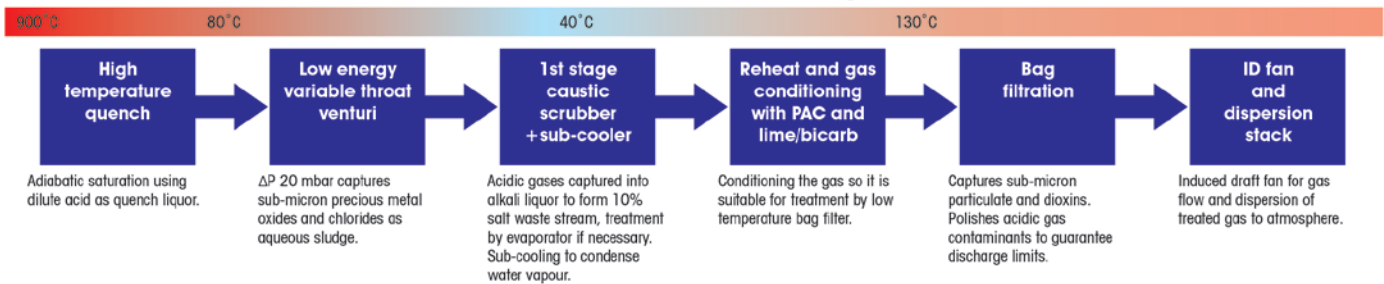 900˚C 80˚C 40˚C 130˚C
High
temperature
quench
Adiabatic saturation using
dilute acid as quench liquor.
Low energy
variable throat
venturi
ΔP 20 mbar captures
sub-micron precious metal
oxides and chlorides as
aqueous sludge.
1st stage
caustic
scrubber
+sub-cooler
Acidic gases captured into
alkali liquor to form 10%
salt waste stream, treatment
by evaporator if necessary.
Sub-cooling to condense
water vapour.
Reheat and gas
conditioning
with PAC and
lime/bicarb
Conditioning the gas so it is
suitable for treatment by low
temperature bag filter.
Bag
filtration
Captures sub-micron
particulate and dioxins.
Polishes acidic gas
contaminants to guarantee
discharge limits.
ID fan
and
dispersion
stack
Induced draft fan for gas
flow and dispersion of
treated gas to atmosphere.